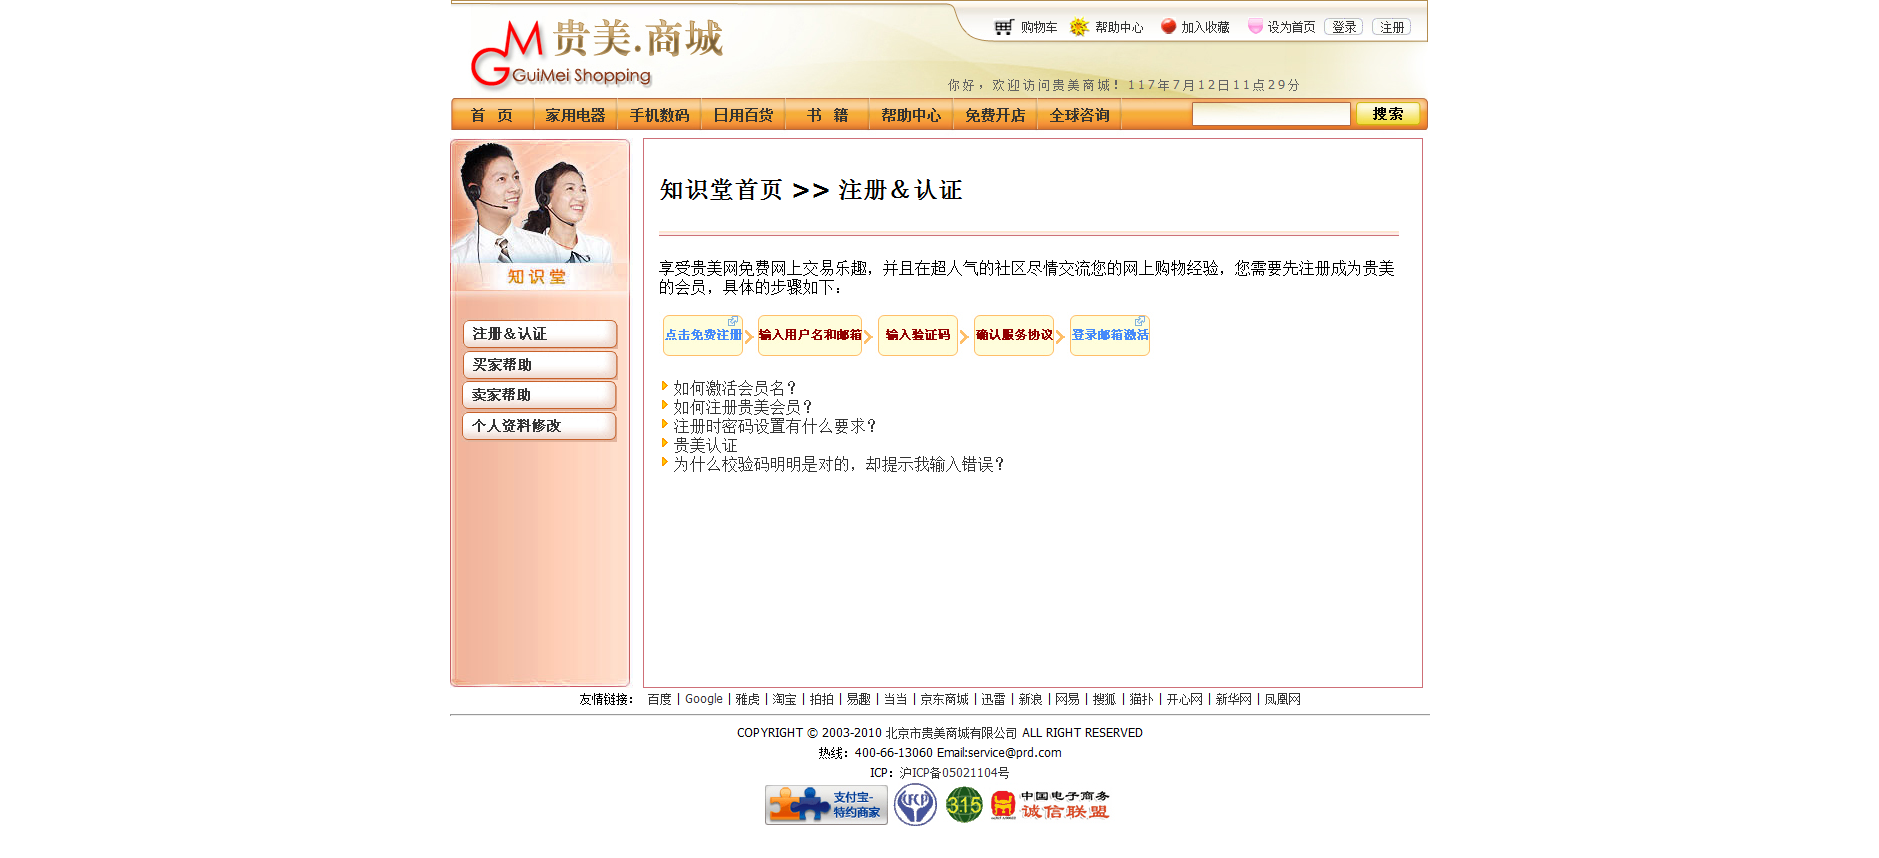 购物车 帮助中心 加入收藏 设为首页 登录 注册
贵美.商城
GuiMei Shopping
你好，欢迎访问贵美商城！117年7月12日11点29分
首 页 家用电器 手机数码 日用百货 书 籍 帮助中心 免费开店 全球咨询 搜索
知识堂
注册&认证
买家帮助
卖家帮助
个人资料修改
知识堂首页 >> 注册&认证
享受贵美网免费网上交易乐趣，并且在超人气的社区尽情交流您的网上购物经验，您需要先注册成为贵美
的会员，具体的步骤如下：
点击免费注册 输入用户名和邮箱 输入验证码 确认服务协议 登录邮箱激活
如何激活会员名？
如何注册贵美会员？
注册时密码设置有什么要求？
贵美认证
为什么校验码明明是对的，却提示我输入错误？
友情链接： 百度 | Google | 雅虎 | 淘宝 | 拍拍 | 易趣 | 当当 | 京东商城 | 迅雷 | 新浪 | 网易 | 搜狐 | 猫扑 | 开心网 | 新华网 | 凤凰网
COPYRIGHT © 2003-2010 北京市贵美商城有限公司 ALL RIGHT RESERVED
热线：400-66-13060 Email:service@prd.com
ICP：沪ICP备05021104号
支付宝-
特约商家
CFCP
315
中国电子商务
诚信联盟